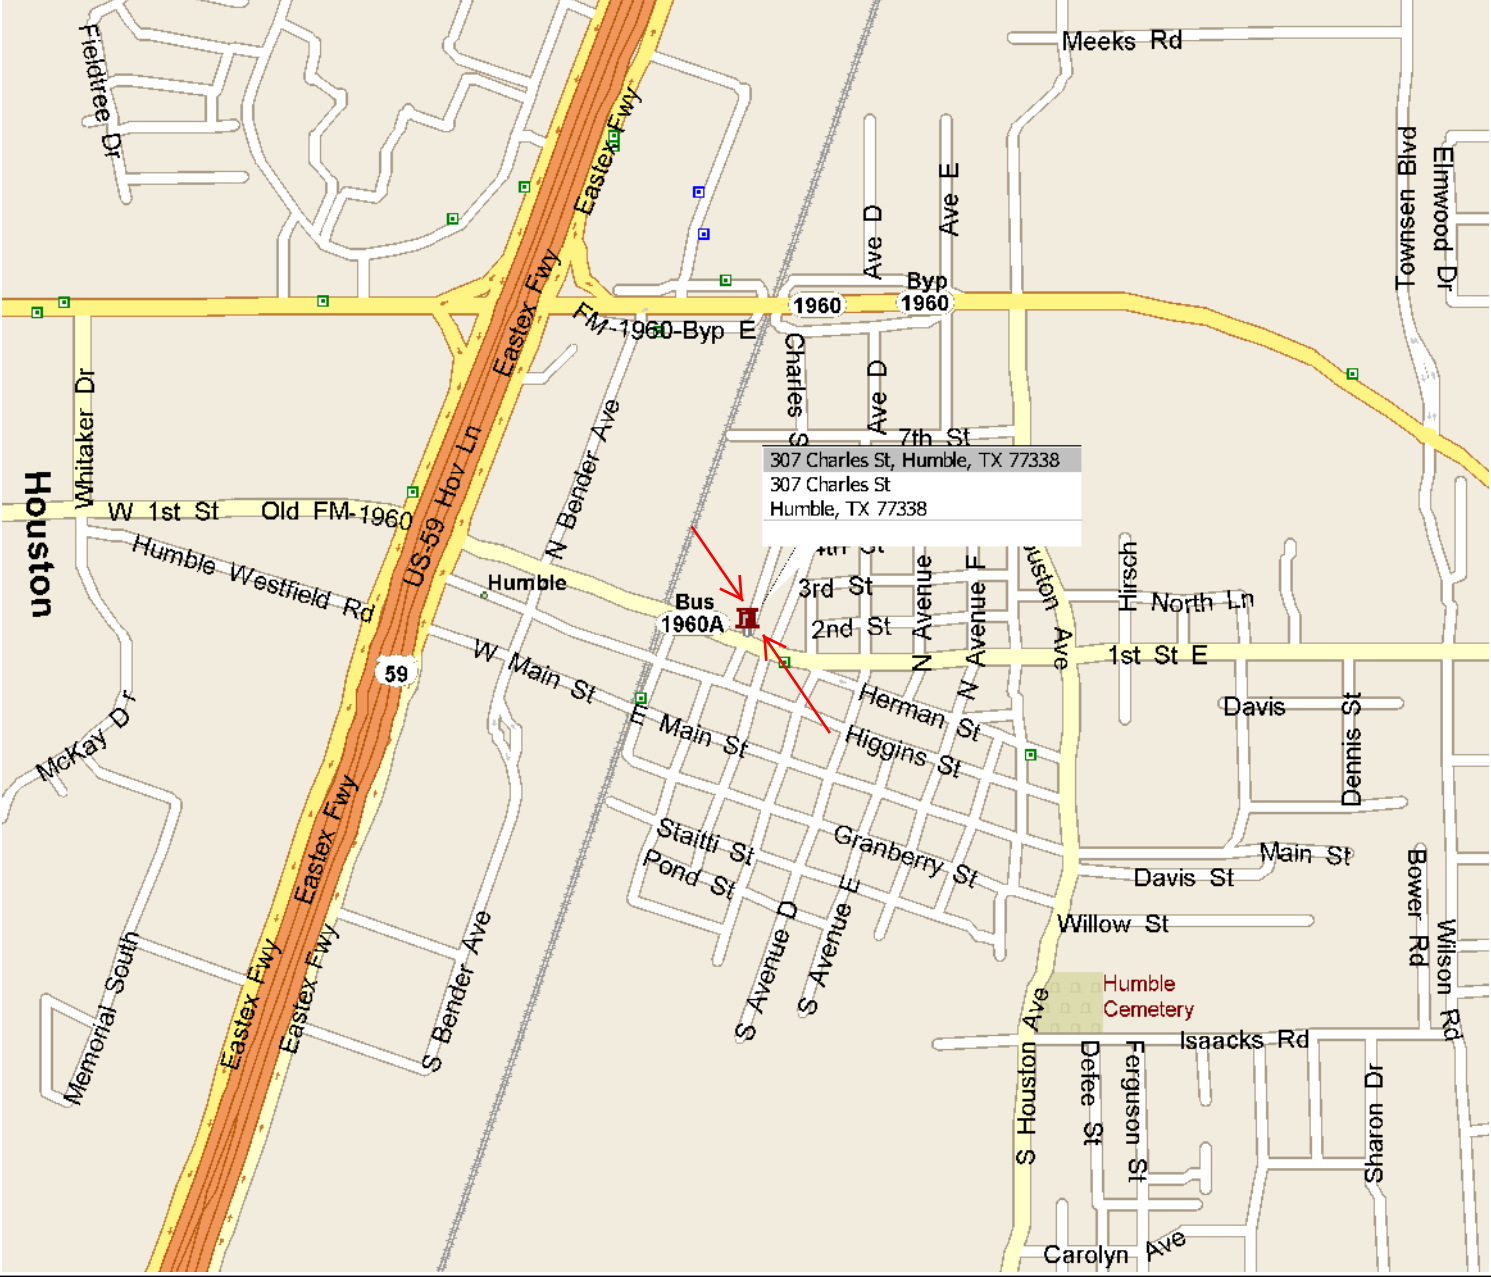 Meeks Rd
Fieldtree Dr
Eastex Fwy
Townsen Blvd
Elmwood Dr
Ave D
Ave E
Byp
1960
1960
FM-1960-Byp E
Eastex Fwy
Charles S
Ave D
7th St
Whitaker Dr
Houston
W 1st St
Old FM-1960
US-59 Hov Ln
N Bender Ave
307 Charles St, Humble, TX 77338
307 Charles St
Humble, TX 77338
4th St
Humble Westfield Rd
Humble
Bus
1960A
3rd St
2nd St
N Avenue
N Avenue F
ouston Ave
Hirsch
North Ln
1st St E
59
W Main St
E Main St
Herman St
Higgins St
Davis
Dennis St
McKay Dr
Eastex Fwy
Staitti St
Pond St
Granberry St
Main St
Davis St
Bower Rd
Wilson Rd
Willow St
S Avenue D
S Avenue E
Memorial South
Eastex Fwy
Eastex Fwy
S Bender Ave
Humble
Cemetery
S Houston Ave
Isaacks Rd
Defee St
Ferguson St
Sharon Dr
Carolyn Ave